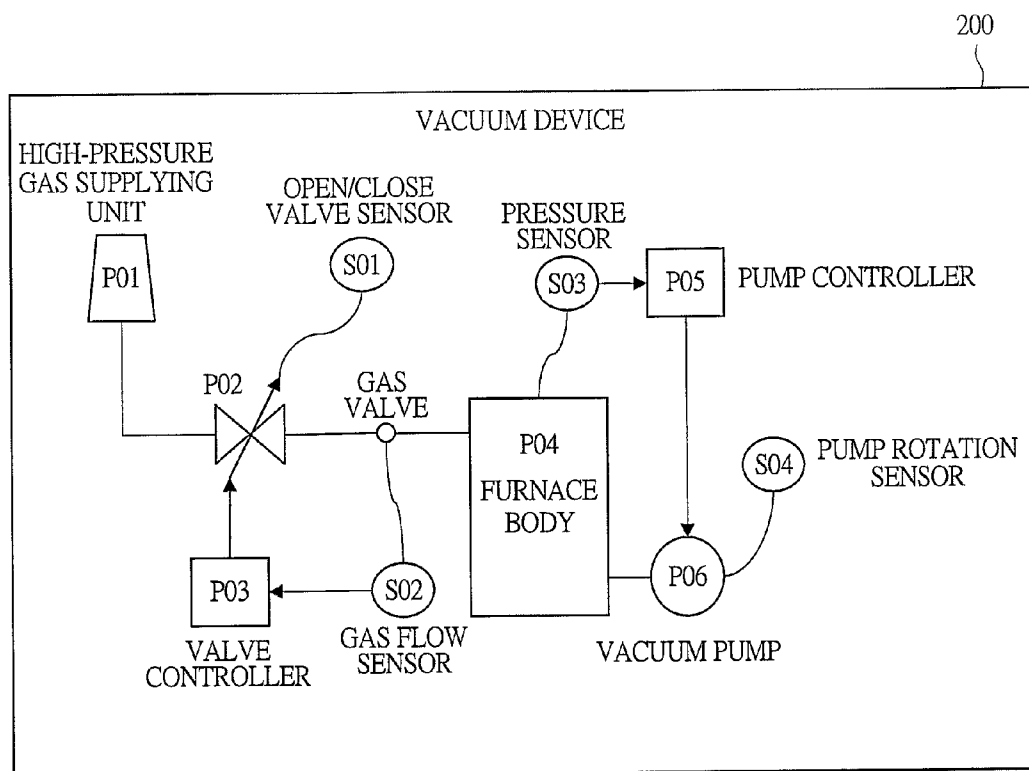 200
VACUUM DEVICE
HIGH-PRESSURE
GAS SUPPLYING
UNIT
P01
OPEN/CLOSE
VALVE SENSOR
S01
PRESSURE
SENSOR
S03
P05
PUMP CONTROLLER
P02
GAS
VALVE
P04
FURNACE
BODY
S04
PUMP ROTATION
SENSOR
P03
VALVE
CONTROLLER
S02
GAS FLOW
SENSOR
P06
VACUUM PUMP